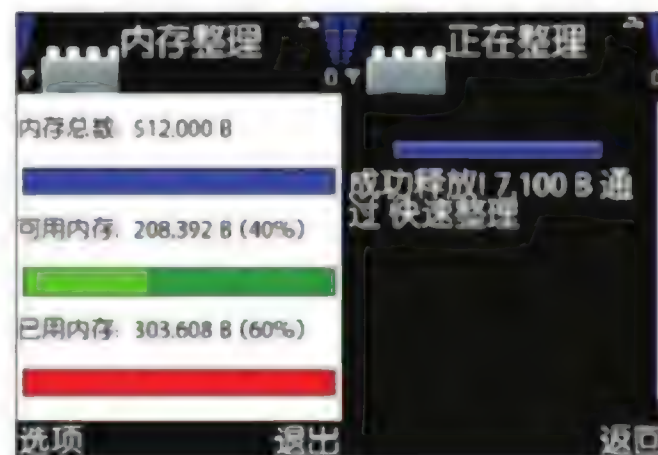 内存整理
0
内存总数: 512.000 B
可用内存: 208.392 B (40%)
已用内存: 303.608 B (60%)
选项 退出
正在整理
成功释放! 7.100 B 通
过 快速整理
返回